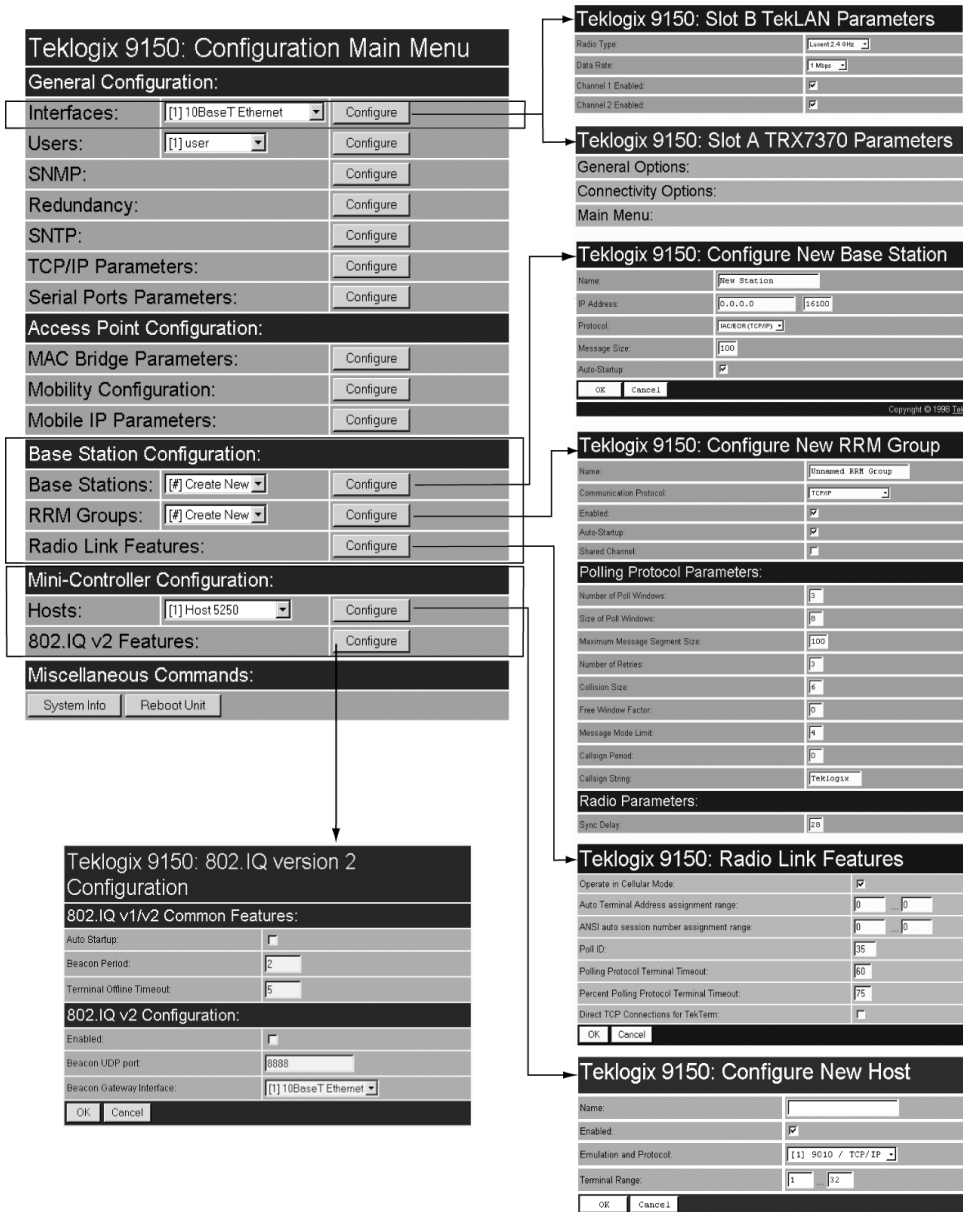 Teklogix 9150: Configuration Main Menu
General Configuration:
Interfaces: [1] 10BaseT Ethernet Configure
Users: [1] user Configure
SNMP: Configure
Redundancy: Configure
SNTP: Configure
TCP/IP Parameters: Configure
Serial Ports Parameters: Configure
Access Point Configuration:
MAC Bridge Parameters: Configure
Mobility Configuration: Configure
Mobile IP Parameters: Configure
Base Station Configuration:
Base Stations: [#] Create New Configure
RRM Groups: [#] Create New Configure
Radio Link Features: Configure
Mini-Controller Configuration:
Hosts: [1] Host 5250 Configure
802.IQ v2 Features: Configure
Miscellaneous Commands:
System Info Reboot Unit
Teklogix 9150: 802.IQ version 2
Configuration
802.IQ v1/v2 Common Features:
Auto Startup:
Beacon Period: 2
Terminal Offline Timeout: 5
802.IQ v2 Configuration:
Enabled:
Beacon UDP port: 8888
Beacon Gateway Interface: [1] 10BaseT Ethernet
OK Cancel
Teklogix 9150: Slot B TekLAN Parameters
Radio Type: Lucent 2.4 GHz
Data Rate: 1 Mbps
Channel 1 Enabled:
Channel 2 Enabled:
Teklogix 9150: Slot A TRX7370 Parameters
General Options:
Connectivity Options:
Main Menu:
Teklogix 9150: Configure New Base Station
Name: New Station
IP Address: 0.0.0.0 : 16100
Protocol: IAC/EOR (TCP/IP)
Message Size: 100
Auto-Startup:
OK Cancel
Copyright © 1998 Tek
Teklogix 9150: Configure New RRM Group
Name: Unnamed RRM Group
Communication Protocol: TCP/IP
Enabled:
Auto-Startup:
Shared Channel:
Polling Protocol Parameters:
Number of Poll Windows: 3
Size of Poll Windows: 8
Maximum Message Segment Size: 100
Number of Retries: 3
Collision Size: 6
Free Window Factor: 0
Message Mode Limit: 4
Callsign Period: 0
Callsign String: Teklogix
Radio Parameters:
Sync Delay: 28
Teklogix 9150: Radio Link Features
Operate in Cellular Mode:
Auto Terminal Address assignment range: 0 ... 0
ANSI auto session number assignment range: 0 ... 0
Poll ID: 35
Polling Protocol Terminal Timeout: 60
Percent Polling Protocol Terminal Timeout: 75
Direct TCP Connections for TekTerm:
OK Cancel
Teklogix 9150: Configure New Host
Name:
Enabled:
Emulation and Protocol: [1] 9010 / TCP/IP
Terminal Range: 1 ... 32
OK Cancel